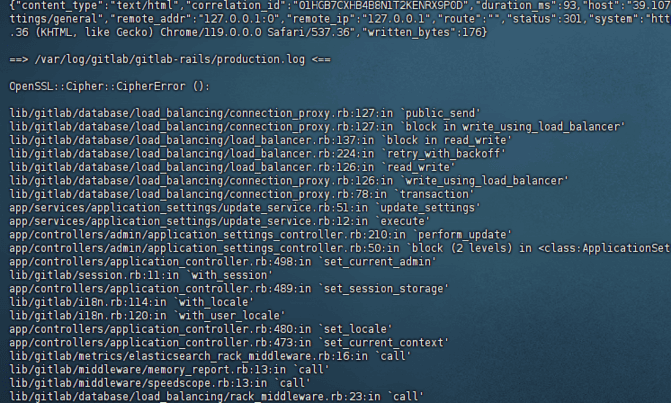 {"content_type":"text/html","correlation_id":"01HGB7CXHB4B8N1T2KENRX9POD","duration_ms":93,"host":"39.107
ttings/general","remote_addr":"127.0.0.1:0","remote_ip":"127.0.0.1","route":"","status":301,"system":"htt
.36 (KHTML, like Gecko) Chrome/119.0.0.0 Safari/537.36","written_bytes":176}
==> /var/log/gitlab/gitlab-rails/production.log <==
OpenSSL::Cipher::CipherError ():
lib/gitlab/database/load_balancing/connection_proxy.rb:127:in `public_send'
lib/gitlab/database/load_balancing/connection_proxy.rb:127:in `block in write_using_load_balancer'
lib/gitlab/database/load_balancing/load_balancer.rb:137:in `block in read_write'
lib/gitlab/database/load_balancing/load_balancer.rb:224:in `retry_with_backoff'
lib/gitlab/database/load_balancing/load_balancer.rb:126:in `read_write'
lib/gitlab/database/load_balancing/connection_proxy.rb:126:in `write_using_load_balancer'
lib/gitlab/database/load_balancing/connection_proxy.rb:78:in `transaction'
app/services/application_settings/update_service.rb:51:in `update_settings'
app/services/application_settings/update_service.rb:12:in `execute'
app/controllers/admin/application_settings_controller.rb:210:in `perform_update'
app/controllers/admin/application_settings_controller.rb:50:in `block (2 levels) in <class:ApplicationSet
app/controllers/application_controller.rb:498:in `set_current_admin'
lib/gitlab/session.rb:11:in `with_session'
app/controllers/application_controller.rb:489:in `set_session_storage'
lib/gitlab/i18n.rb:114:in `with_locale'
lib/gitlab/i18n.rb:120:in `with_user_locale'
app/controllers/application_controller.rb:480:in `set_locale'
app/controllers/application_controller.rb:473:in `set_current_context'
lib/gitlab/metrics/elasticsearch_rack_middleware.rb:16:in `call'
lib/gitlab/middleware/memory_report.rb:13:in `call'
lib/gitlab/middleware/speedscope.rb:13:in `call'
lib/gitlab/database/load_balancing/rack_middleware.rb:23:in `call'